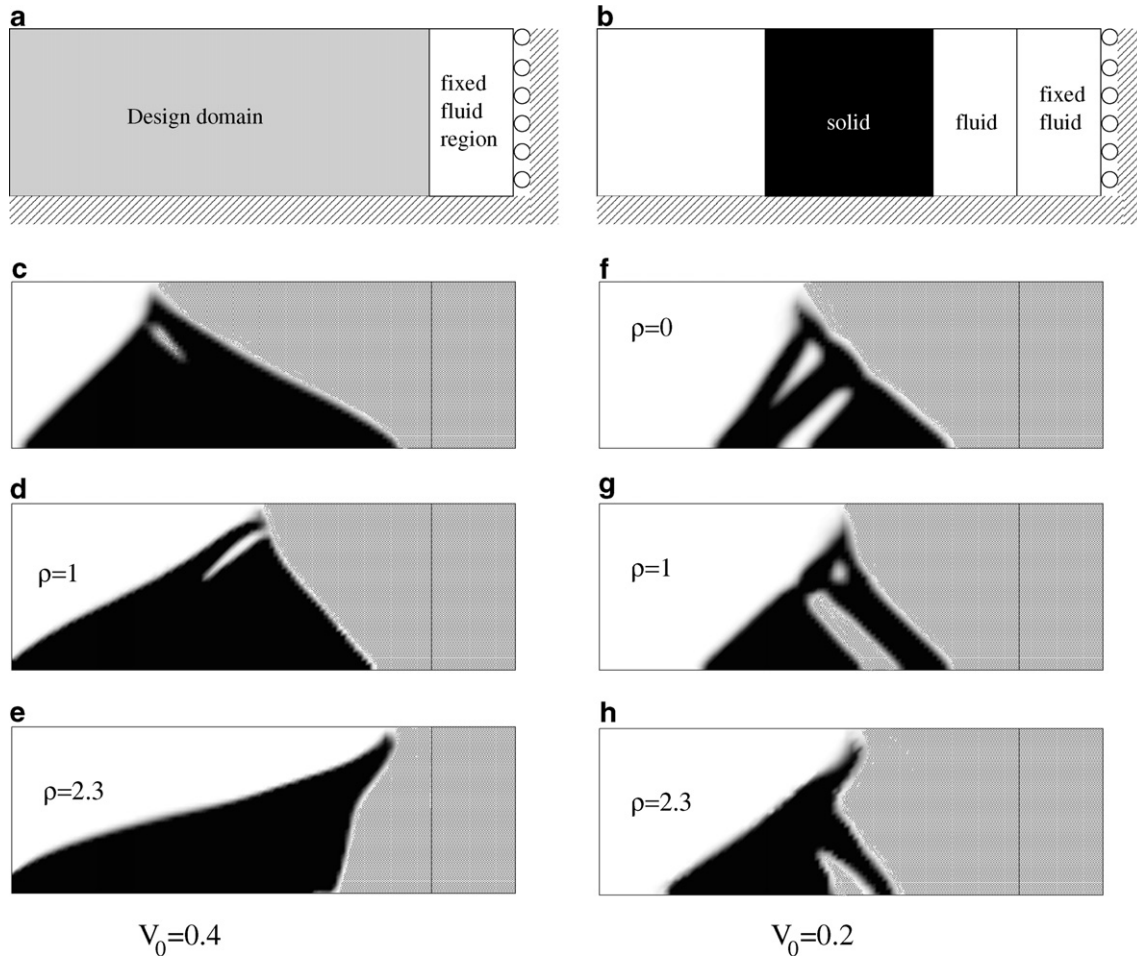 a
Design domain
fixed
fluid
region
b
solid
fluid
fixed
fluid
c
d
ρ=1
e
ρ=2.3
V₀=0.4
f
ρ=0
g
ρ=1
h
ρ=2.3
V₀=0.2